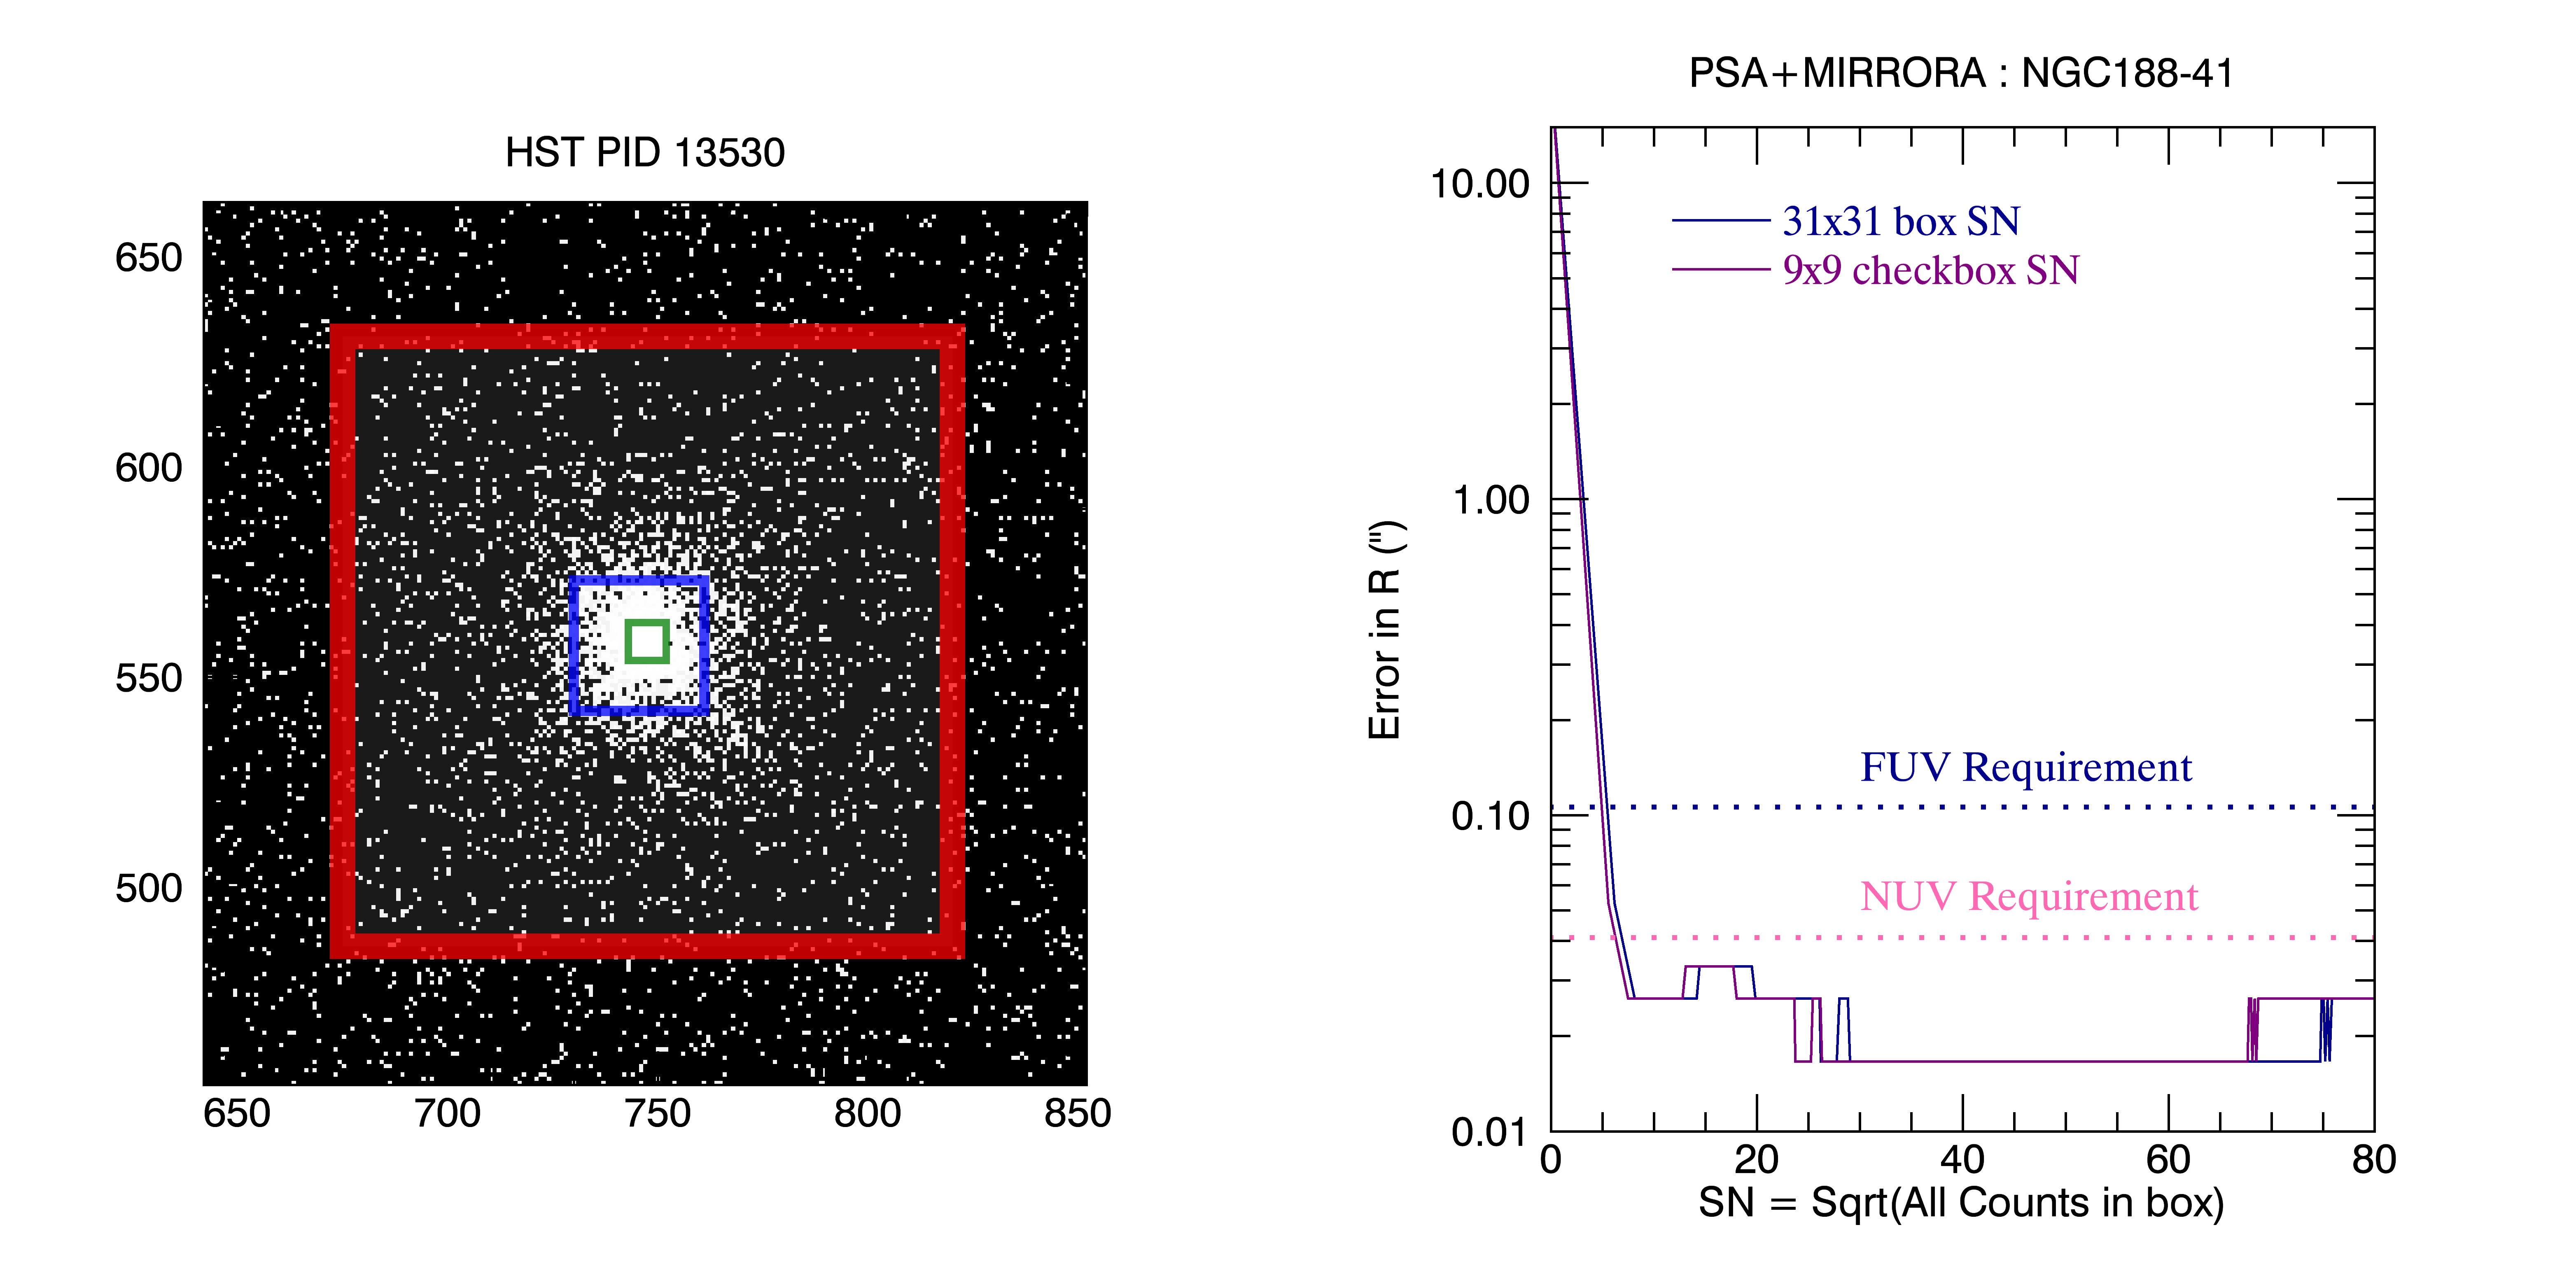 HST PID 13530
650
600
550
500
650 700 750 800 850
PSA+MIRRORA : NGC188-41
10.00
1.00
0.10
0.01
Error in R (")
31x31 box SN
9x9 checkbox SN
FUV Requirement
NUV Requirement
0 20 40 60 80
SN = Sqrt(All Counts in box)